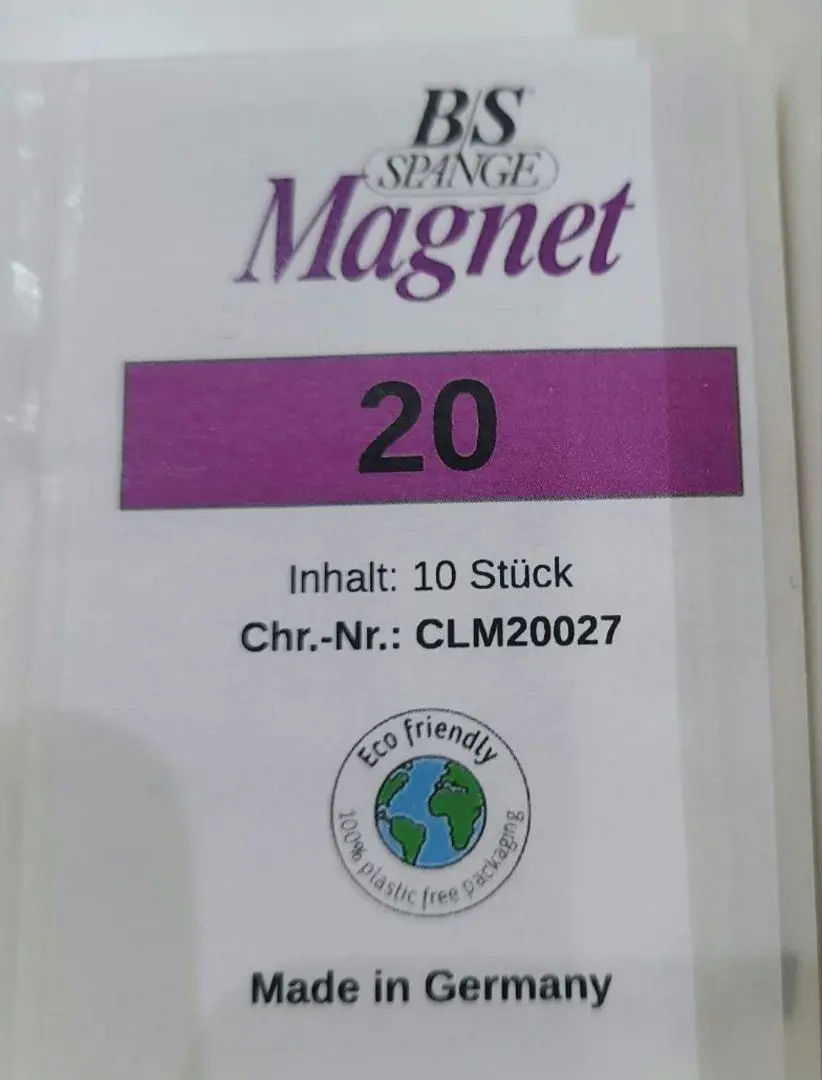 B/S
SPANGE
Magnet
20
Inhalt: 10 Stück
Chr.-Nr.: CLM20027
Eco friendly
100% plastic free packaging
Made in Germany